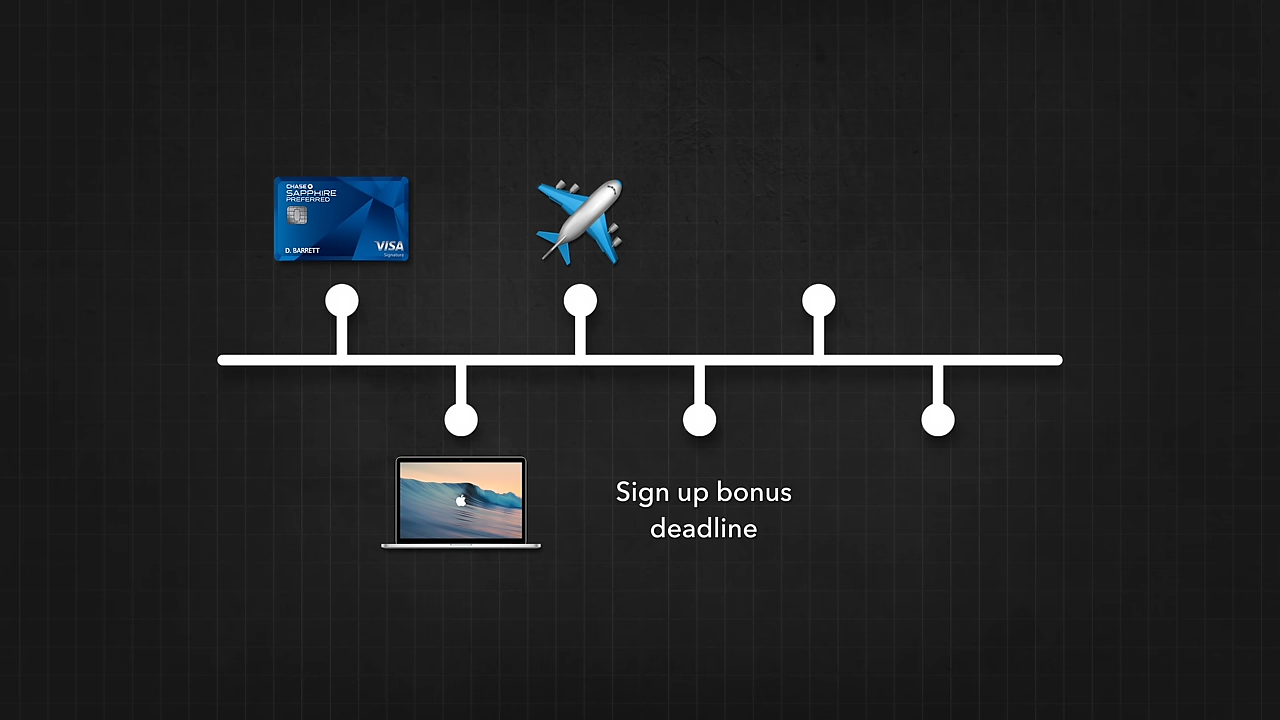 CHASE
SAPPHIRE
PREFERRED
D. BARRETT
VISA
Signature
Sign up bonus
deadline